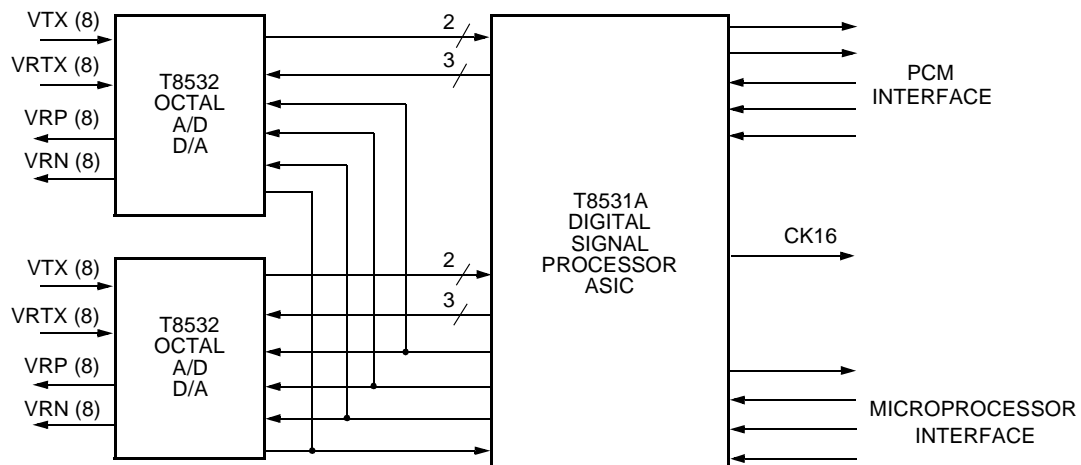 VTX (8)
VRTX (8)
VRP (8)
VRN (8)
T8532
OCTAL
A/D
D/A
2
3
VTX (8)
VRTX (8)
VRP (8)
VRN (8)
T8532
OCTAL
A/D
D/A
2
3
T8531A
DIGITAL
SIGNAL
PROCESSOR
ASIC
PCM
INTERFACE
CK16
MICROPROCESSOR
INTERFACE